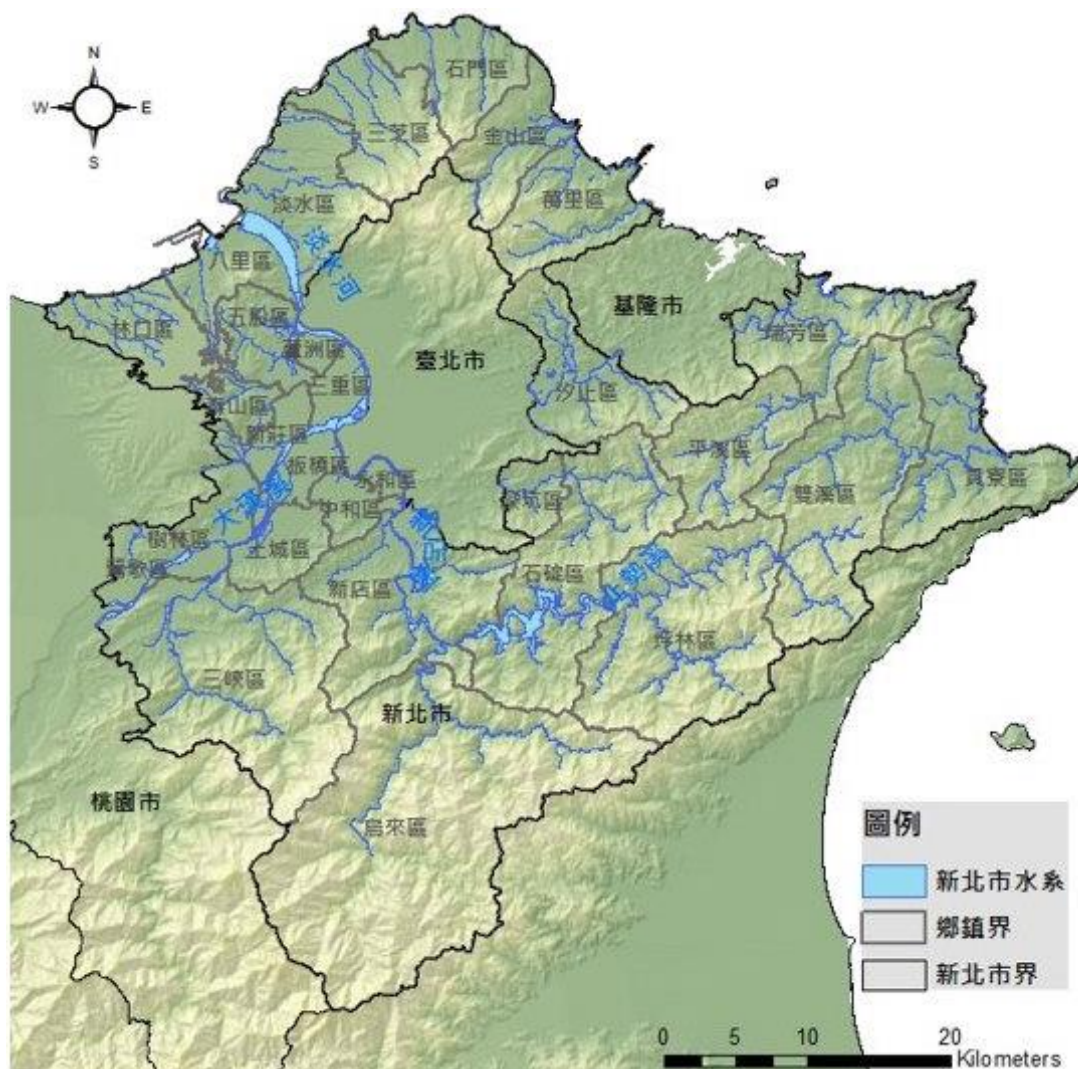 N
W E
S
石門區
三芝區
金山區
萬里區
淡水區
淡水河
八里區
林口區
五股區
蘆洲區
基隆市
瑞芳區
臺北市
三重區
汐止區
泰山區
新莊區
平溪區
板橋區
永和區
雙溪區
貢寮區
深坑區
大漢溪
中和區
新店溪
樹林區
土城區
鶯歌區
新店區
石碇區
北勢溪
坪林區
三峽區
新北市
桃園市
烏來區
圖例
新北市水系
鄉鎮界
新北市界
0 5 10 20
Kilometers